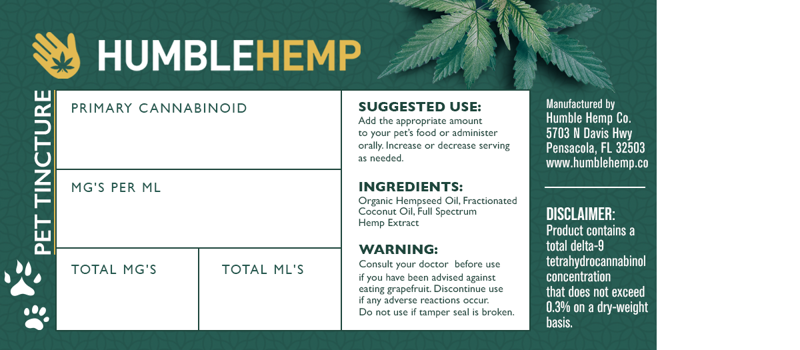 HUMBLEHEMP
PET TINCTURE
PRIMARY CANNABINOID
MG'S PER ML
TOTAL MG'S
TOTAL ML'S
SUGGESTED USE:
Add the appropriate amount
to your pet's food or administer
orally. Increase or decrease serving
as needed.
INGREDIENTS:
Organic Hempseed Oil, Fractionated
Coconut Oil, Full Spectrum
Hemp Extract
WARNING:
Consult your doctor before use
if you have been advised against
eating grapefruit. Discontinue use
if any adverse reactions occur.
Do not use if tamper seal is broken.
Manufactured by
Humble Hemp Co.
5703 N Davis Hwy
Pensacola, FL 32503
www.humblehemp.co
DISCLAIMER:
Product contains a
total delta-9
tetrahydrocannabinol
concentration
that does not exceed
0.3% on a dry-weight
basis.